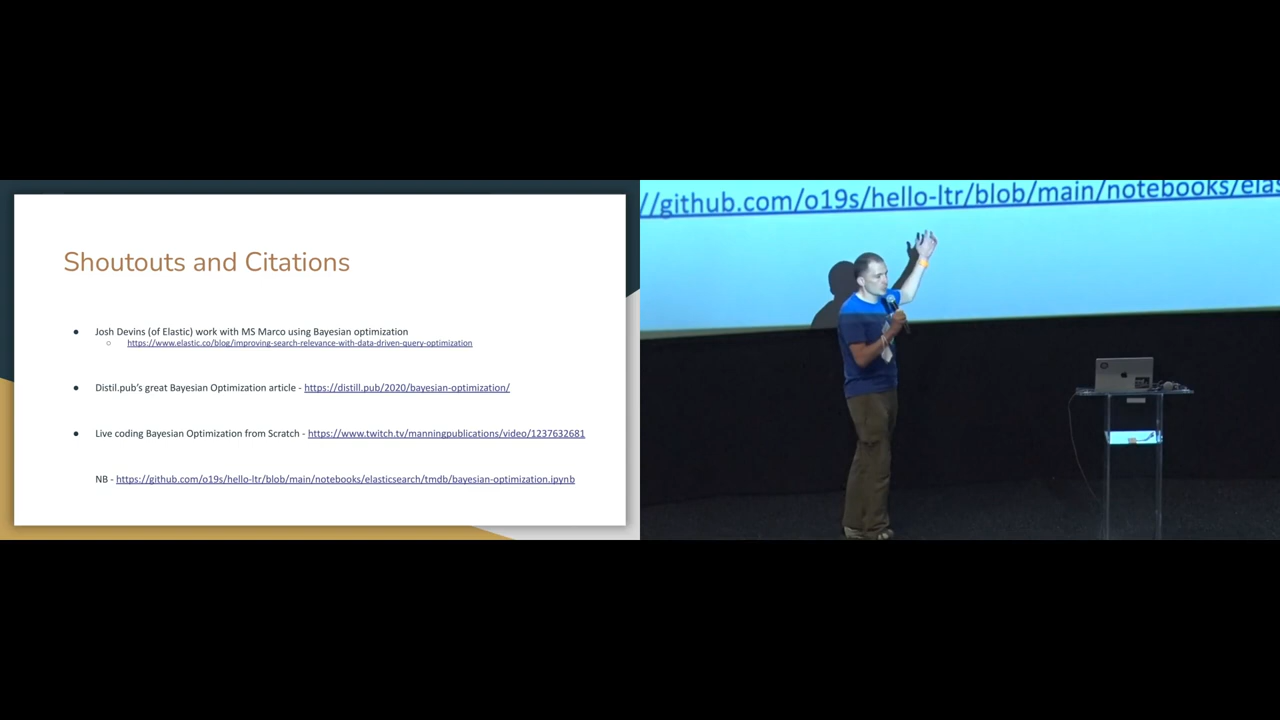 Shoutouts and Citations
● Josh Devins (of Elastic) work with MS Marco using Bayesian optimization
○ https://www.elastic.co/blog/improving-search-relevance-with-data-driven-query-optimization
● Distil.pub's great Bayesian Optimization article - https://distill.pub/2020/bayesian-optimization/
● Live coding Bayesian Optimization from Scratch - https://www.twitch.tv/manningpublications/video/1237632681
NB - https://github.com/o19s/hello-ltr/blob/main/notebooks/elasticsearch/tmdb/bayesian-optimization.ipynb
//github.com/o19s/hello-ltr/blob/main/notebooks/elas